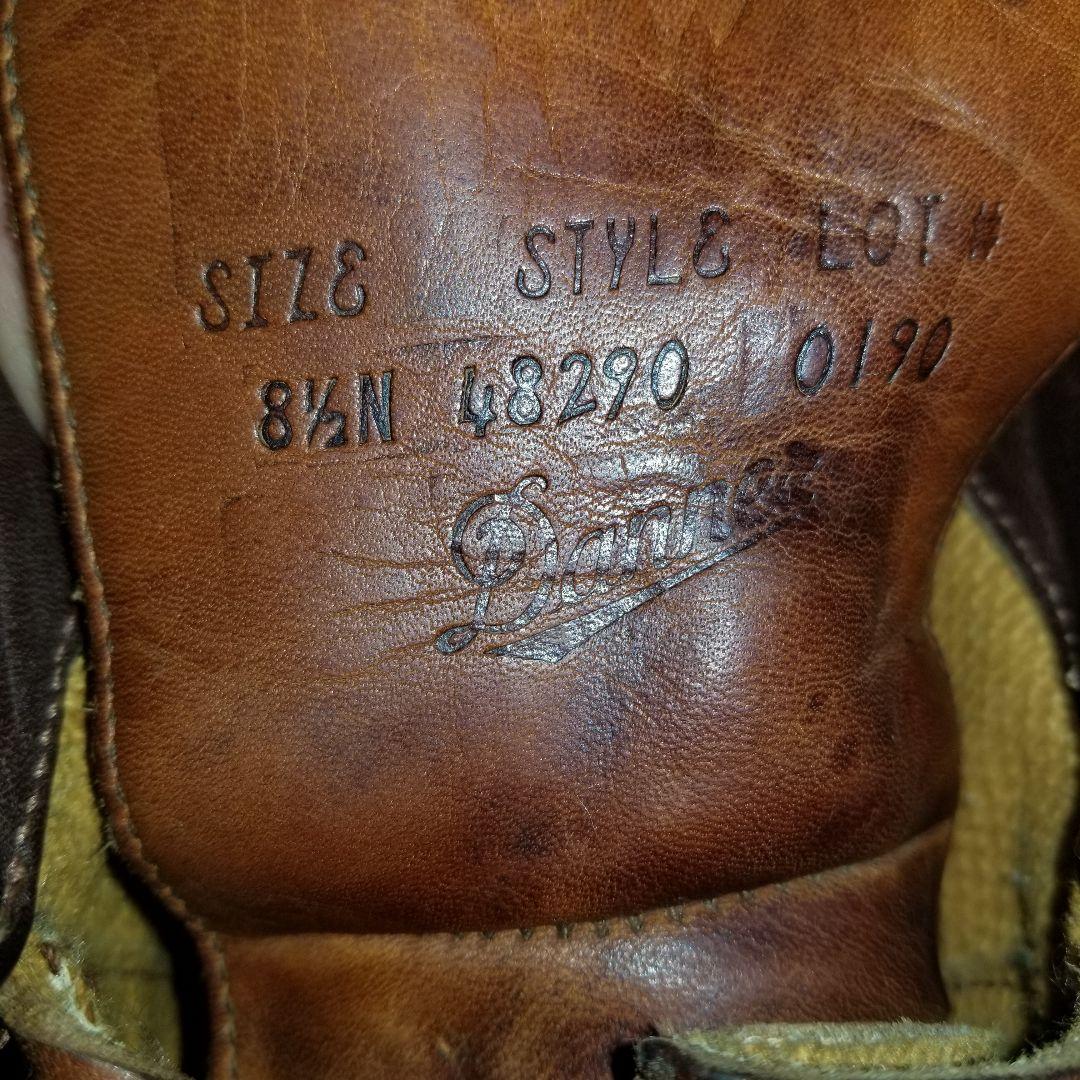 SIZE STYLE LOT #
8½N 48290 0190
Danner